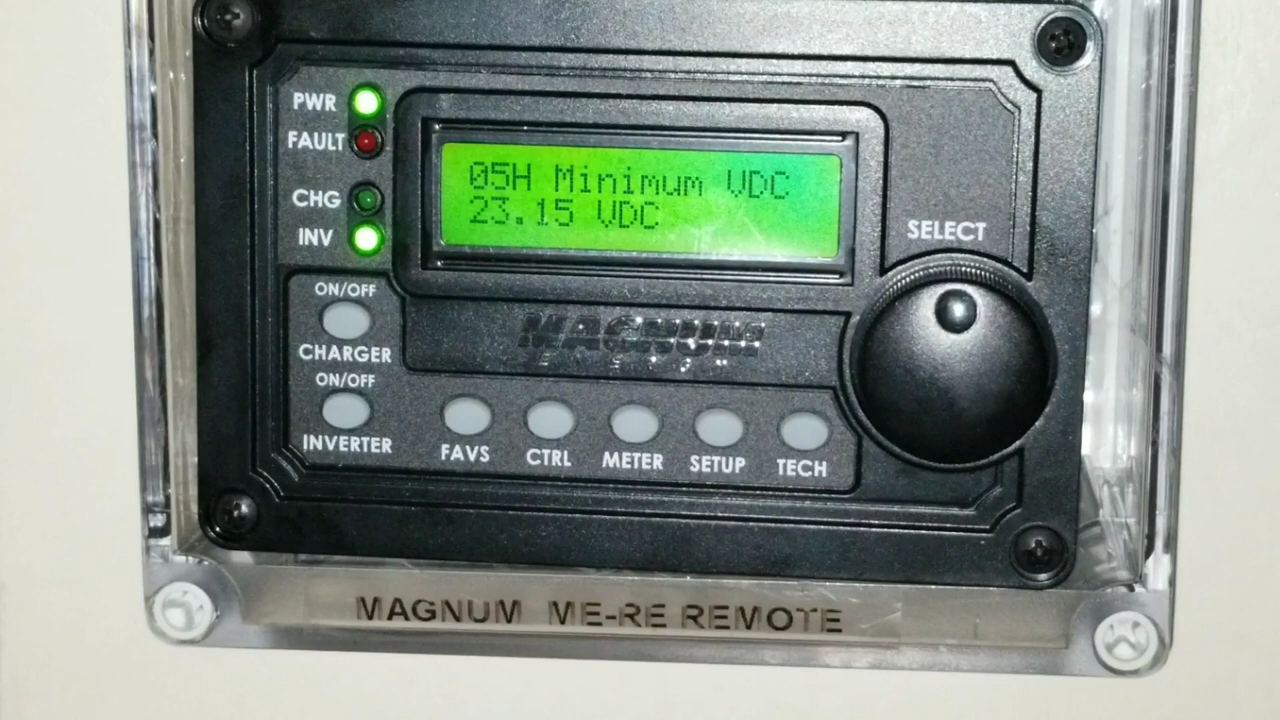 PWR
FAULT
CHG
INV
05H Minimum VDC
23.15 VDC
SELECT
ON/OFF
CHARGER
ON/OFF
INVERTER
MAGNUM
FAVS
CTRL
METER
SETUP
TECH
MAGNUM ME-RE REMOTE